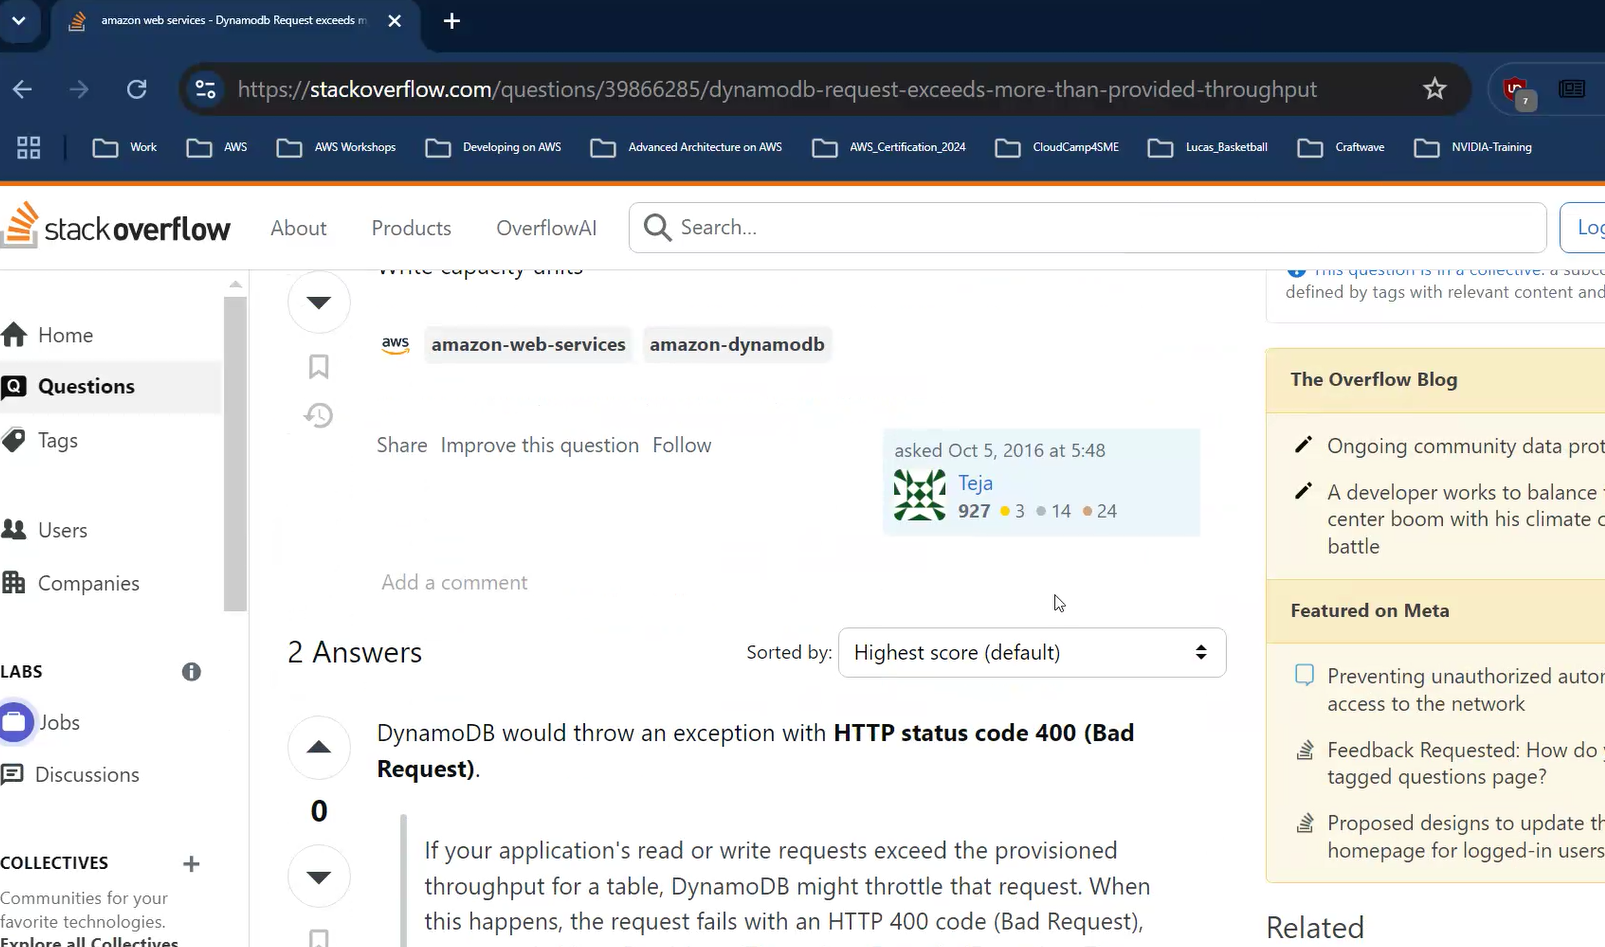 amazon web services - Dynamodb Request exceeds m
https://stackoverflow.com/questions/39866285/dynamodb-request-exceeds-more-than-provided-throughput
7
Work
AWS
AWS Workshops
Developing on AWS
Advanced Architecture on AWS
AWS_Certification_2024
CloudCamp4SME
Lucas_Basketball
Craftwave
NVIDIA-Training
stackoverflow
About
Products
OverflowAI
Search...
Log
Home
Questions
Tags
Users
Companies
LABS
Jobs
Discussions
COLLECTIVES
Communities for your
favorite technologies.
Explore all Collectives
Write capacity units
aws
amazon-web-services
amazon-dynamodb
Share Improve this question Follow
asked Oct 5, 2016 at 5:48
Teja
927 3 14 24
Add a comment
2 Answers
Sorted by:
Highest score (default)
0
DynamoDB would throw an exception with HTTP status code 400 (Bad
Request).
If your application's read or write requests exceed the provisioned
throughput for a table, DynamoDB might throttle that request. When
this happens, the request fails with an HTTP 400 code (Bad Request),
This question is in a collective: a subco
defined by tags with relevant content and
The Overflow Blog
Ongoing community data prot
A developer works to balance
center boom with his climate
battle
Featured on Meta
Preventing unauthorized autom
access to the network
Feedback Requested: How do
tagged questions page?
Proposed designs to update th
homepage for logged-in users
Related